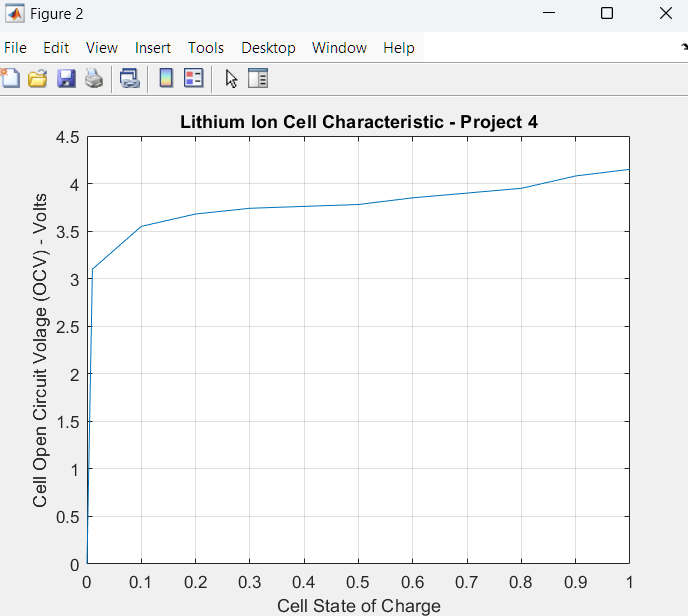 Figure 2
File Edit View Insert Tools Desktop Window Help
Lithium Ion Cell Characteristic - Project 4
Cell Open Circuit Volage (OCV) - Volts
4.5
4
3.5
3
2.5
2
1.5
1
0.5
0
0 0.1 0.2 0.3 0.4 0.5 0.6 0.7 0.8 0.9 1
Cell State of Charge